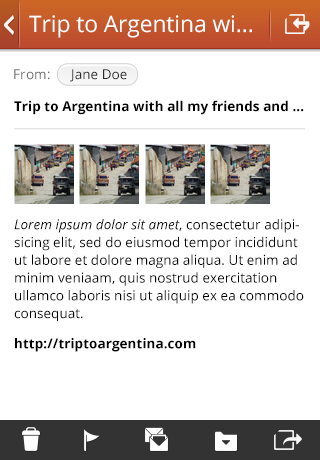 Trip to Argentina wi...
From: Jane Doe
Trip to Argentina with all my friends and ...
Lorem ipsum dolor sit amet, consectetur adipi-
sicing elit, sed do eiusmod tempor incididunt
ut labore et dolore magna aliqua. Ut enim ad
minim veniaam, quis nostrud exercitation
ullamco laboris nisi ut aliquip ex ea commodo
consequat.
http://triptoargentina.com